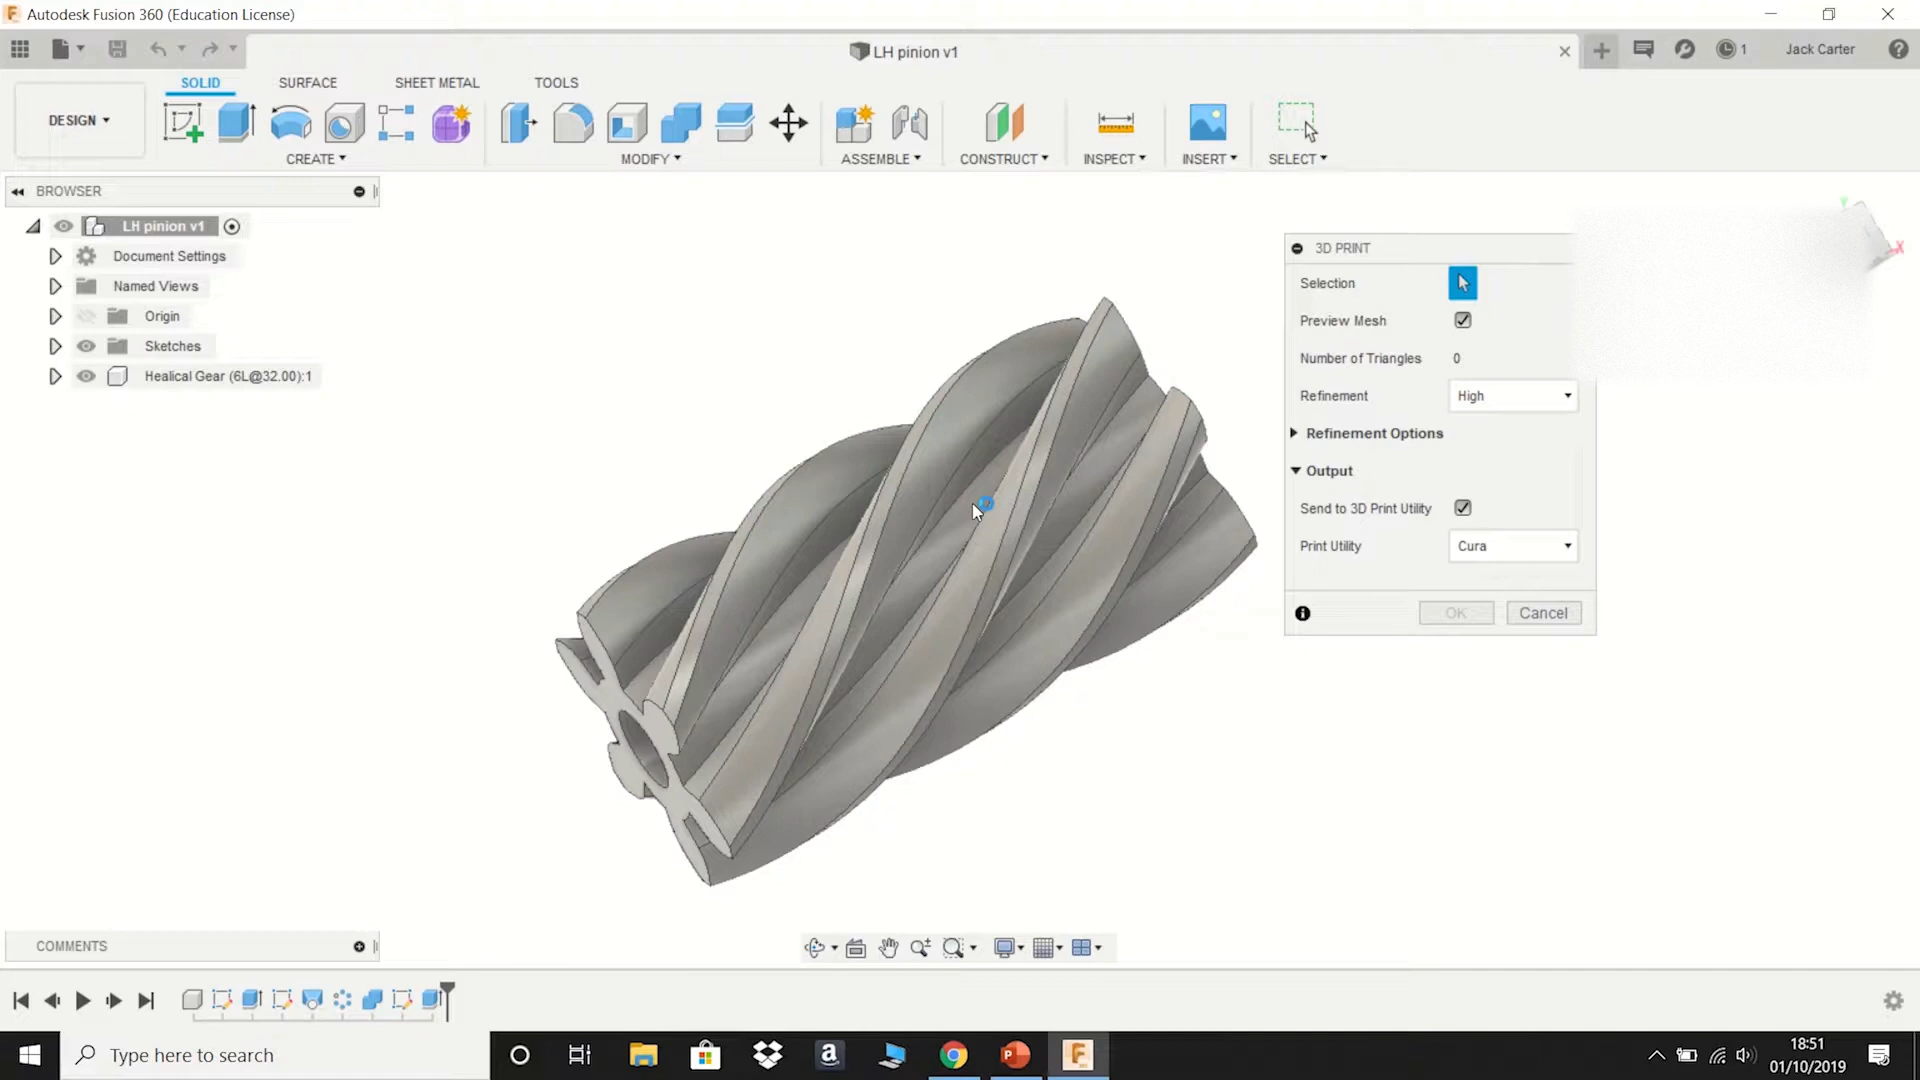 Autodesk Fusion 360 (Education License)
LH pinion v1
1
Jack Carter
DESIGN
SOLID
SURFACE
SHEET METAL
TOOLS
CREATE
MODIFY
ASSEMBLE
CONSTRUCT
INSPECT
INSERT
SELECT
BROWSER
LH pinion v1
Document Settings
Named Views
Origin
Sketches
Healical Gear (6L@32.00):1
3D PRINT
Selection
Preview Mesh
Number of Triangles 0
Refinement High
Refinement Options
Output
Send to 3D Print Utility
Print Utility Cura
OK Cancel
X
COMMENTS
Type here to search
18:51
01/10/2019